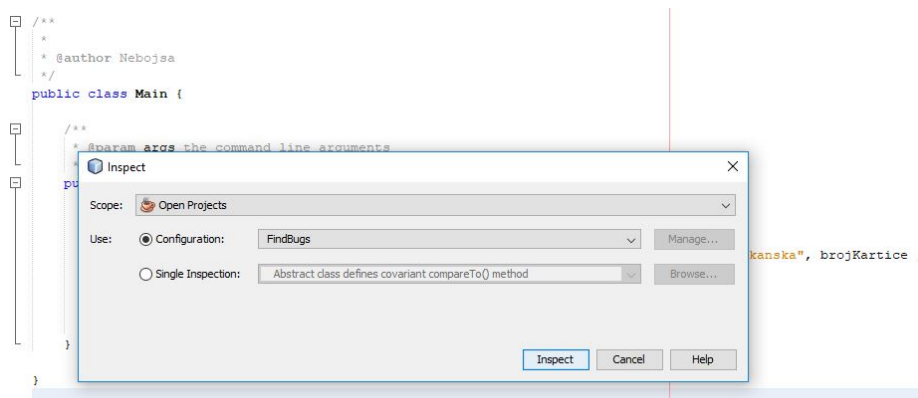 /**
*
* @author Nebojsa
*/
public class Main {
/**
* @param args the command line arguments
Inspect
pu
Scope: Open Projects
Use: Configuration: FindBugs Manage...
kanska", brojKartice
Single Inspection: Abstract class defines covariant compareTo() method Browse...
}
Inspect Cancel Help
}